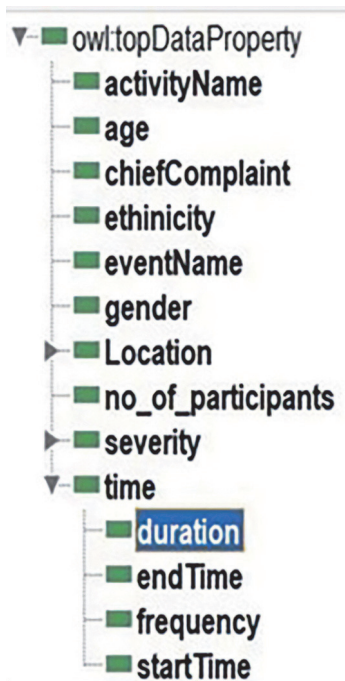 owl:topDataProperty
activityName
age
chiefComplaint
ethinicity
eventName
gender
Location
no_of_participants
severity
time
duration
endTime
frequency
startTime